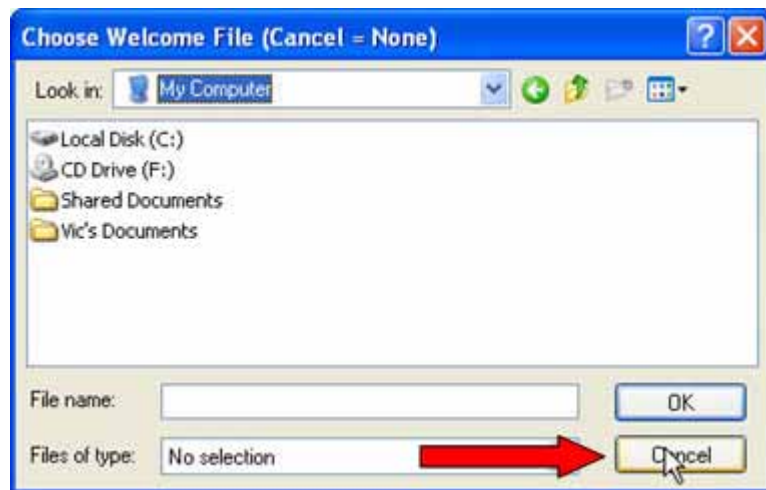 Choose Welcome File (Cancel = None)
Look in: My Computer
Local Disk (C:)
CD Drive (F:)
Shared Documents
Vic's Documents
File name:
OK
Files of type: No selection
Cancel